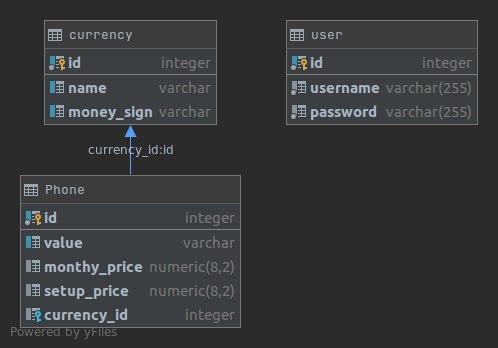 currency
id integer
name varchar
money_sign varchar
user
id integer
username varchar(255)
password varchar(255)
currency_id:id
Phone
id integer
value varchar
monthy_price numeric(8,2)
setup_price numeric(8,2)
currency_id integer
Powered by yFiles